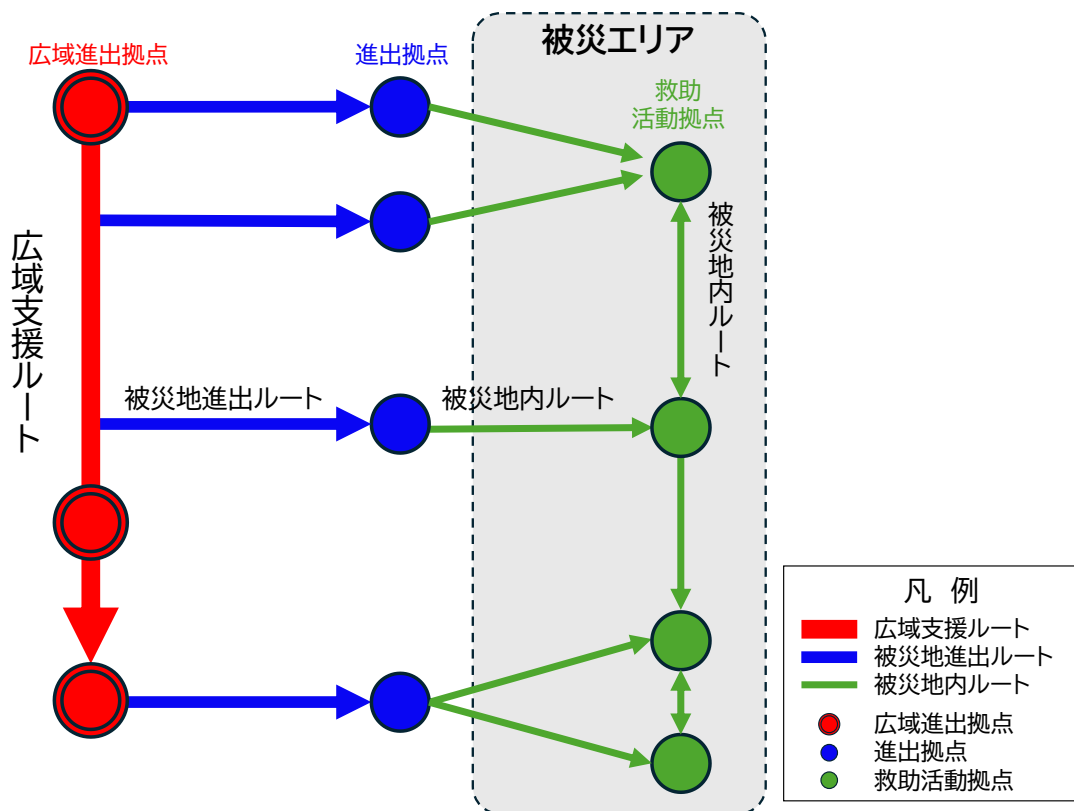 被災エリア
広域進出拠点
進出拠点
救助
活動拠点
広域支援ルート
被災地内ルート
被災地進出ルート
被災地内ルート
凡 例
広域支援ルート
被災地進出ルート
被災地内ルート
広域進出拠点
進出拠点
救助活動拠点